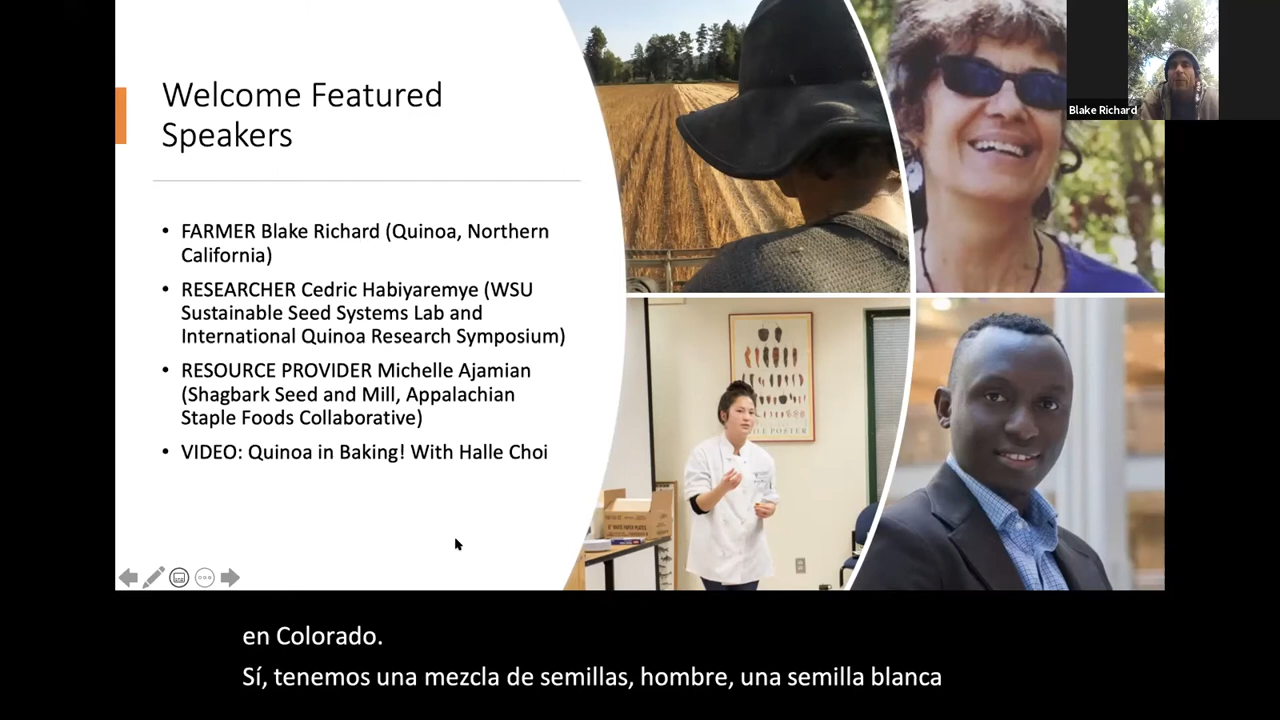 Welcome Featured
Speakers
• FARMER Blake Richard (Quinoa, Northern
California)
• RESEARCHER Cedric Habiyaremye (WSU
Sustainable Seed Systems Lab and
International Quinoa Research Symposium)
• RESOURCE PROVIDER Michelle Ajamian
(Shagbark Seed and Mill, Appalachian
Staple Foods Collaborative)
• VIDEO: Quinoa in Baking! With Halle Choi
Blake Richard
en Colorado.
Sí, tenemos una mezcla de semillas, hombre, una semilla blanca